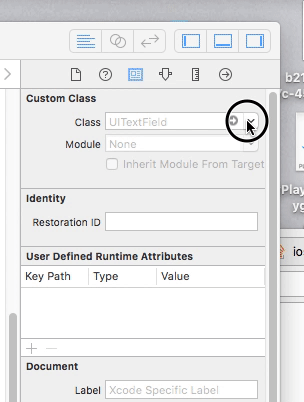 b21
c-4
Custom Class
Class UITextField
Module None
Inherit Module From Target
Play
yg
Identity
Restoration ID
ios
User Defined Runtime Attributes
Key Path Type Value
Document
Label Xcode Specific Label